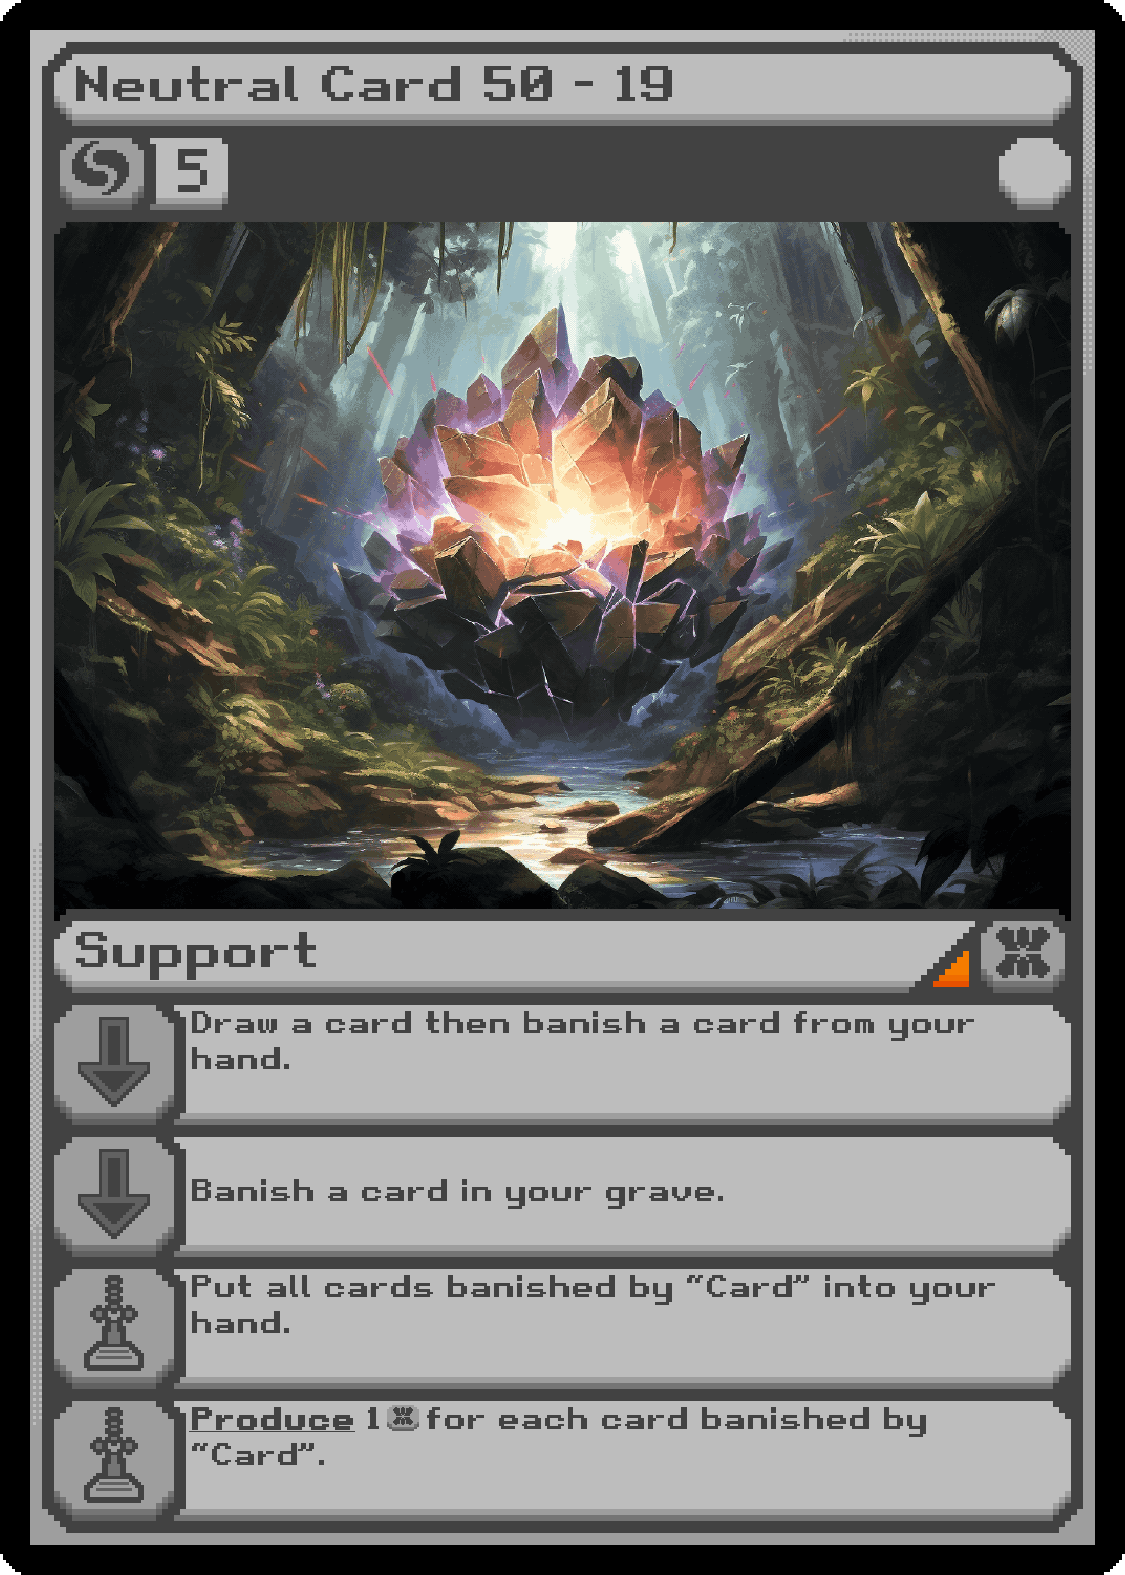 Neutral Card 50 - 19
5
Support
Draw a card then banish a card from your
hand.
Banish a card in your grave.
Put all cards banished by “Card” into your
hand.
Produce 1 for each card banished by
“Card”.